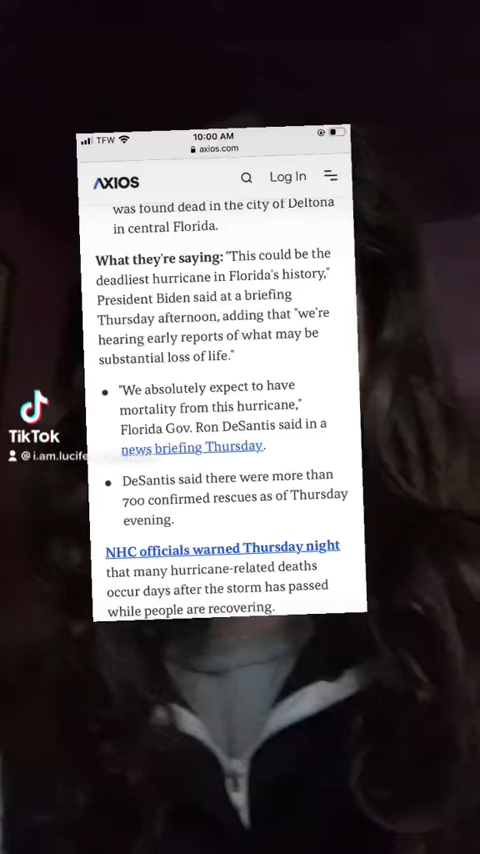 TFW
10:00 AM
axios.com
AXIOS
Log In
was found dead in the city of Deltona
in central Florida.
What they're saying: "This could be the
deadliest hurricane in Florida's history,"
President Biden said at a briefing
Thursday afternoon, adding that "we're
hearing early reports of what may be
substantial loss of life."
• "We absolutely expect to have
mortality from this hurricane,"
Florida Gov. Ron DeSantis said in a
news briefing Thursday.
• DeSantis said there were more than
700 confirmed rescues as of Thursday
evening.
NHC officials warned Thursday night
that many hurricane-related deaths
occur days after the storm has passed
while people are recovering.
TikTok